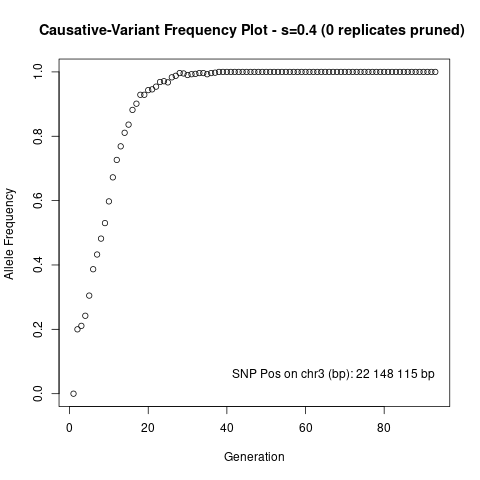 Causative-Variant Frequency Plot - s=0.4 (0 replicates pruned)
1.0
0.8
0.6
0.4
0.2
0.0
Allele Frequency
SNP Pos on chr3 (bp): 22 148 115 bp
0 20 40 60 80
Generation